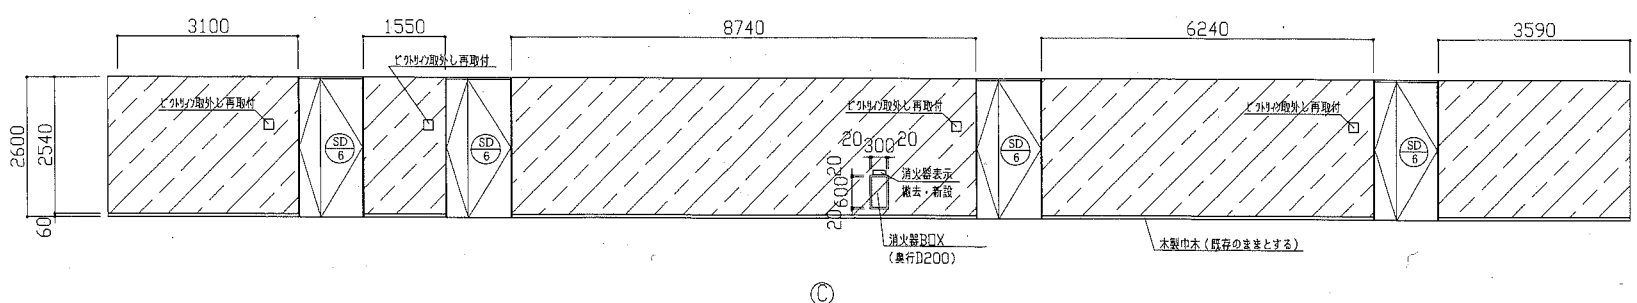 3100
1550
8740
6240
3590
ピクトサイン取外し再取付
ピクトサイン取外し再取付
ピクトサイン取外し再取付
ピクトサイン取外し再取付
2600
2540
60
SD
6
SD
6
SD
6
SD
6
20
300
20
20
600
20
消火器表示
撤去・新設
消火器BOX
(奥行D200)
木製巾木(既存のままとする)
C